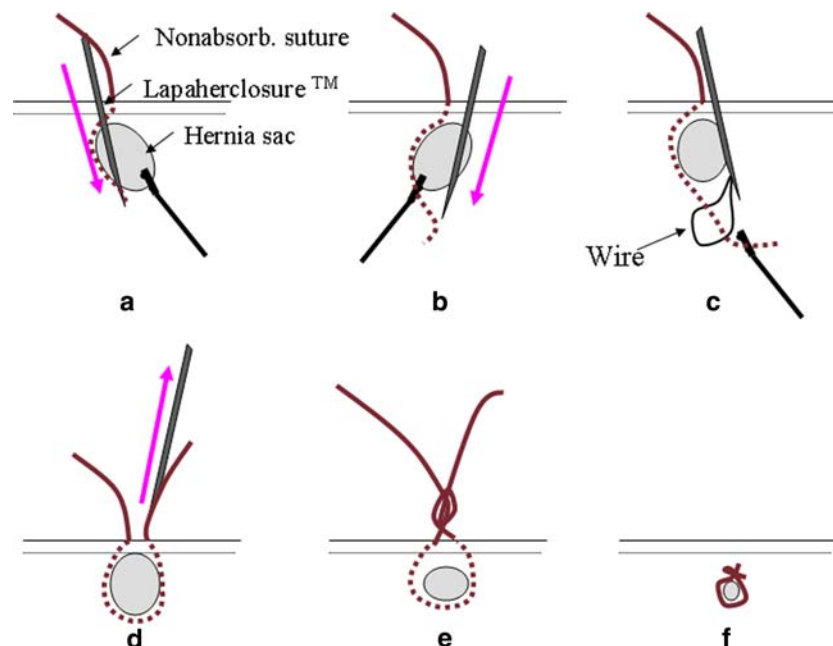 Nonabsorb. suture
Lapaherclosure TM
Hernia sac
a
b
Wire
c
d
e
f